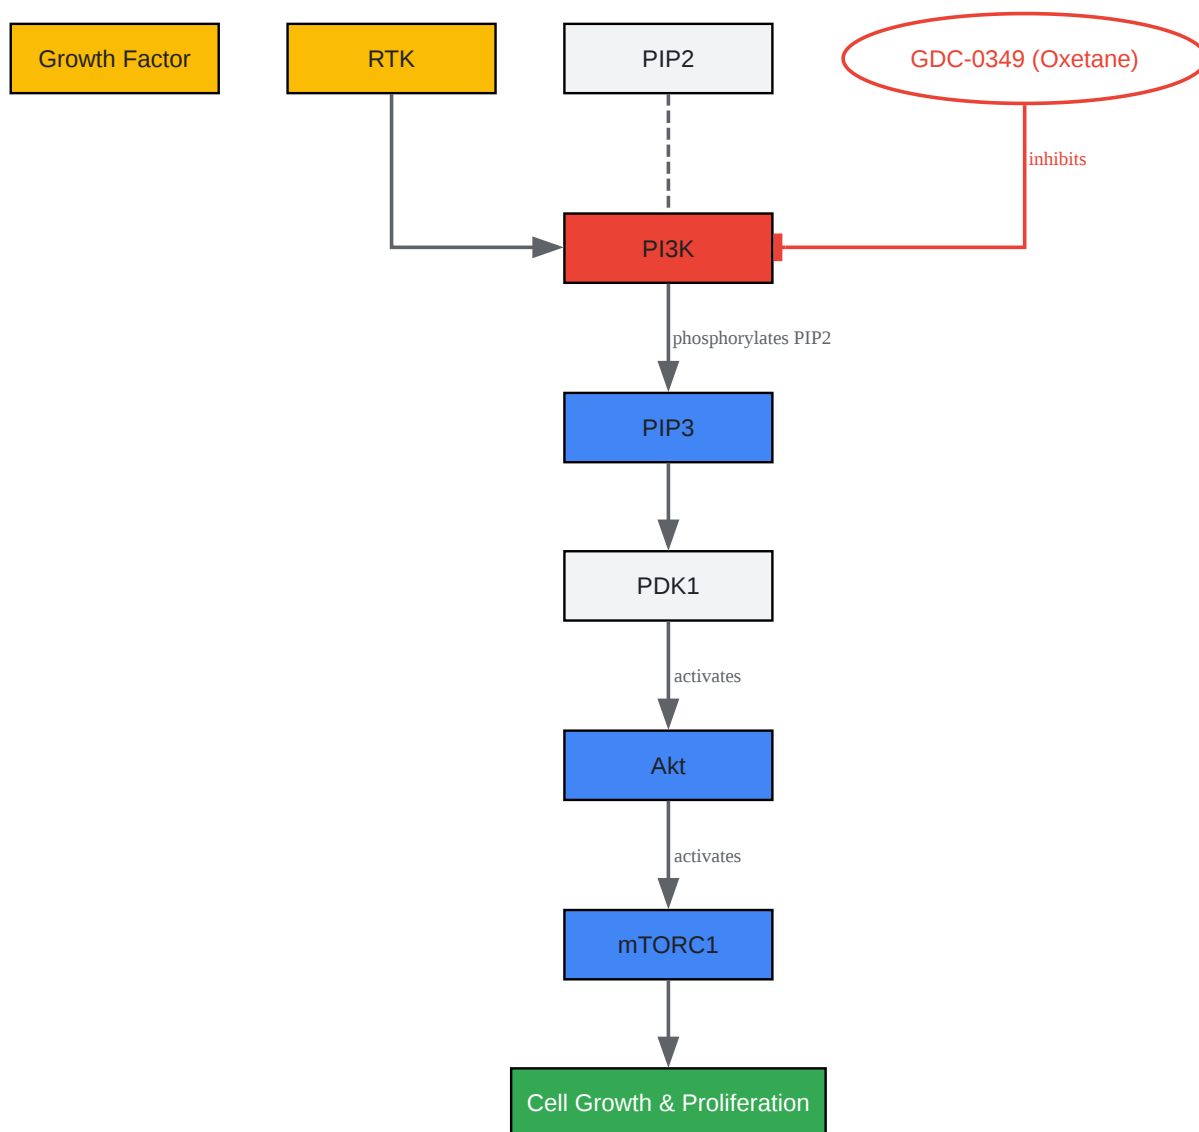 Growth Factor
RTK
PIP2
GDC-0349 (Oxetane)
inhibits
PI3K
phosphorylates PIP2
PIP3
PDK1
activates
Akt
activates
mTORC1
Cell Growth & Proliferation